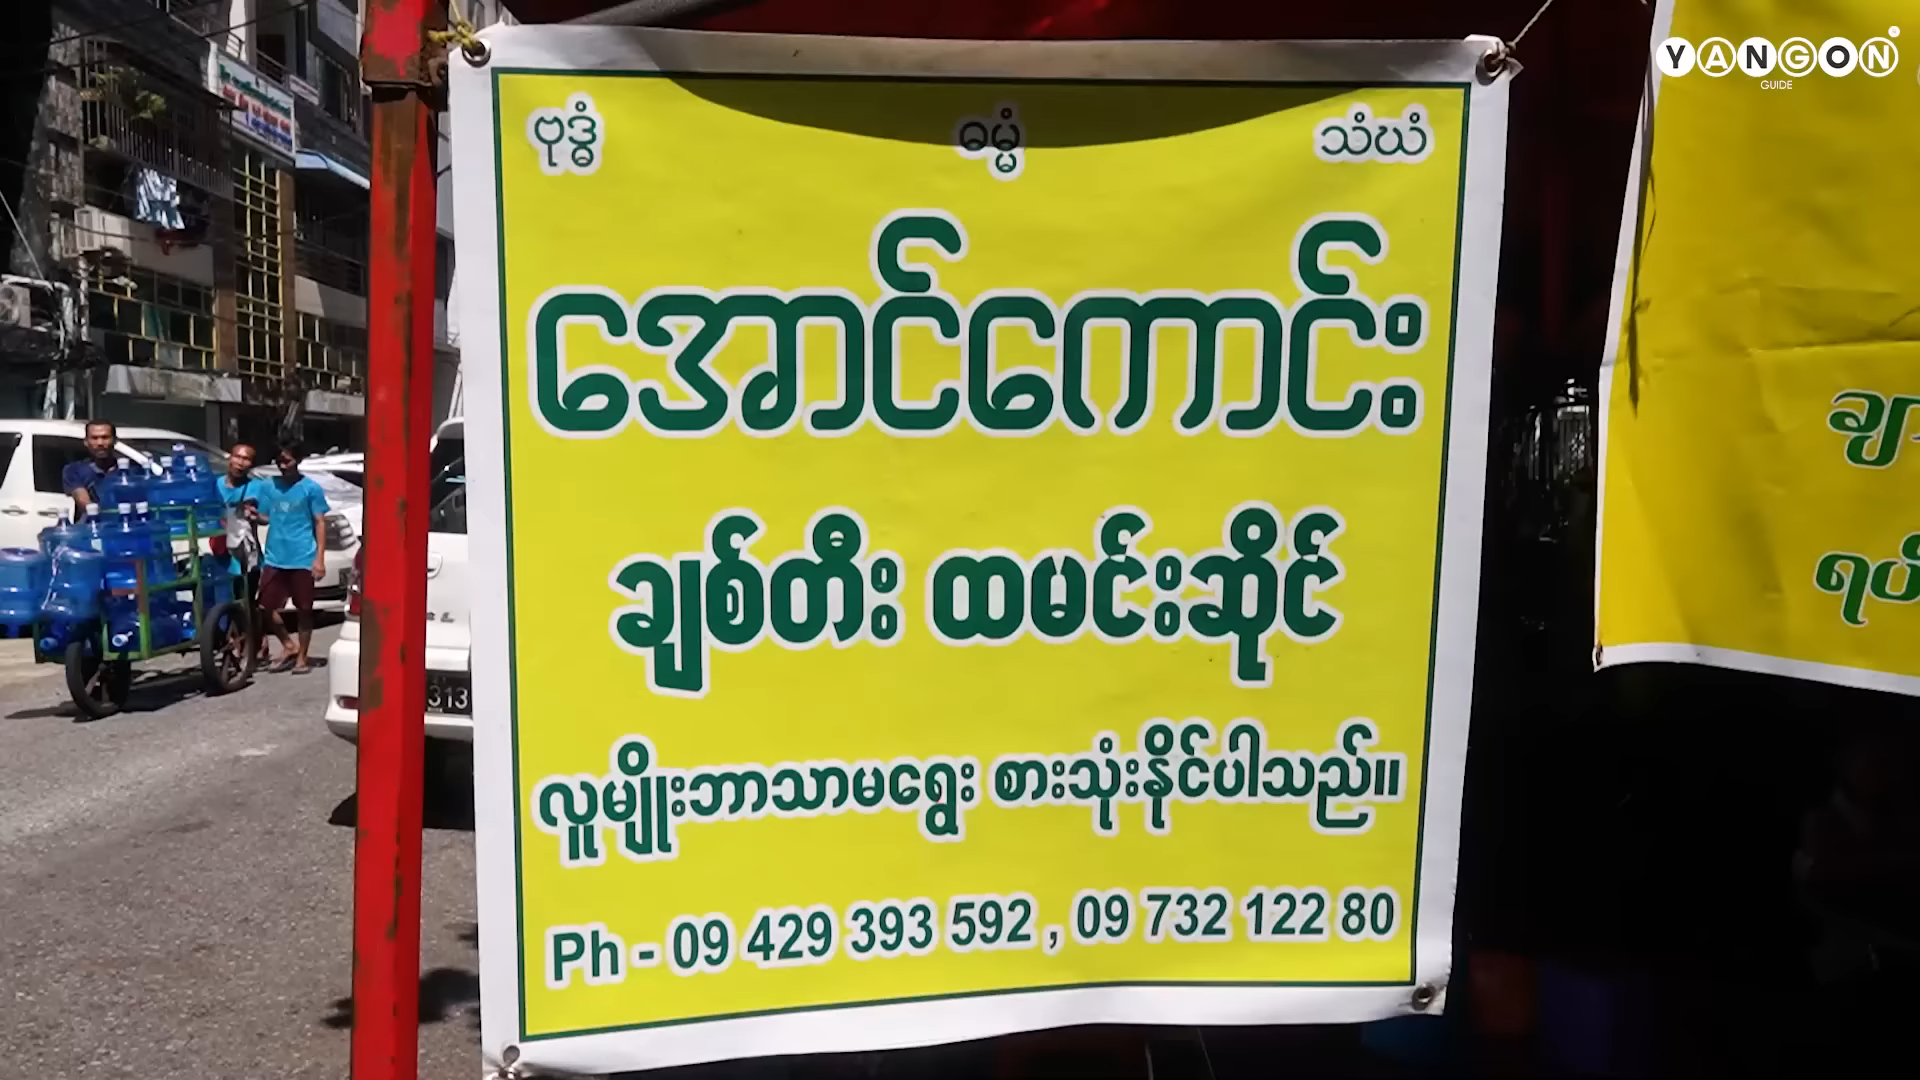 YANGON
GUIDE
ဗုဒ္ဓံ ဓမ္မံ သံဃံ
အောင်ကောင်း
ချစ်တီး ထမင်းဆိုင်
လူမျိုးဘာသာမရွေး စားသုံးနိုင်ပါသည်။
Ph - 09 429 393 592 , 09 732 122 80
313